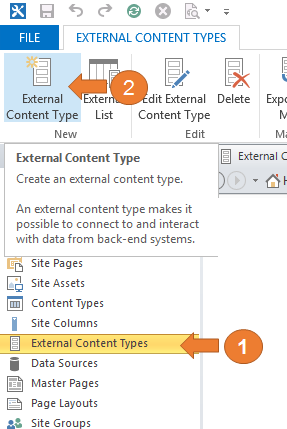 FILE
EXTERNAL CONTENT TYPES
External
Content Type
External
List
Edit External
Content Type
Delete
New
Edit
External Content Type
Create an external content type.
An external content type makes it
possible to connect to and interact
with data from back-end systems.
2
Site Pages
Site Assets
Content Types
Site Columns
External Content Types
1
Data Sources
Master Pages
Page Layouts
Site Groups